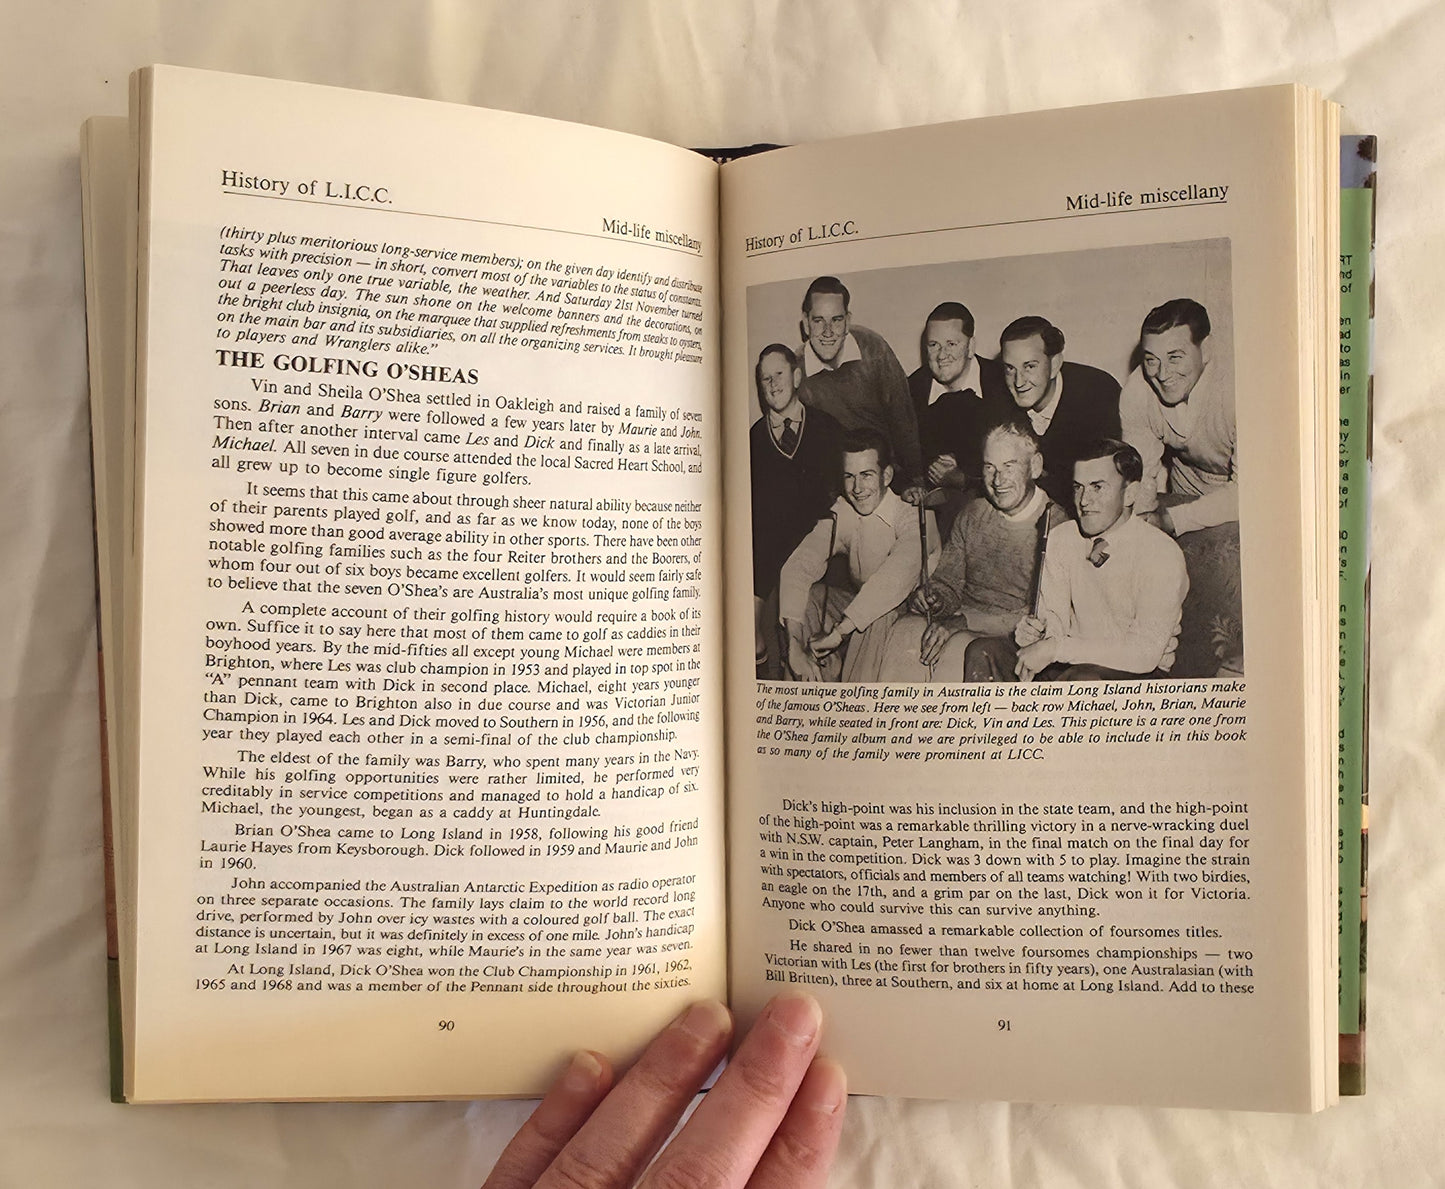 History of L.I.C.C.
Mid-life miscellany
(thirty plus meritorious long-service members); on the given day identify and distribute
tasks with precision — in short, convert most of the variables to the status of constants.
That leaves only one true variable, the weather. And Saturday 21st November turned
out a peerless day. The sun shone on the welcome banners and the decorations, on
the bright club insignia, on the marquee that supplied refreshments from steaks to oysters,
on the main bar and its subsidiaries, on all the organizing services. It brought pleasure
to players and Wranglers alike."
THE GOLFING O'SHEAS
Vin and Sheila O'Shea settled in Oakleigh and raised a family of seven
sons. Brian and Barry were followed a few years later by Maurie and John.
Then after another interval came Les and Dick and finally as a late arrival,
Michael. All seven in due course attended the local Sacred Heart School, and
all grew up to become single figure golfers.
It seems that this came about through sheer natural ability because neither
of their parents played golf, and as far as we know today, none of the boys
showed more than good average ability in other sports. There have been other
notable golfing families such as the four Reiter brothers and the Boorers, of
whom four out of six boys became excellent golfers. It would seem fairly safe
to believe that the seven O'Shea's are Australia's most unique golfing family.
A complete account of their golfing history would require a book of its
own. Suffice it to say here that most of them came to golf as caddies in their
boyhood years. By the mid-fifties all except young Michael were members at
Brighton, where Les was club champion in 1953 and played in top spot in the
"A" pennant team with Dick in second place. Michael, eight years younger
than Dick, came to Brighton also in due course and was Victorian Junior
Champion in 1964. Les and Dick moved to Southern in 1956, and the following
year they played each other in a semi-final of the club championship.
The eldest of the family was Barry, who spent many years in the Navy.
While his golfing opportunities were rather limited, he performed very
creditably in service competitions and managed to hold a handicap of six.
Michael, the youngest, began as a caddy at Huntingdale.
Brian O'Shea came to Long Island in 1958, following his good friend
Laurie Hayes from Keysborough. Dick followed in 1959 and Maurie and John
in 1960.
John accompanied the Australian Antarctic Expedition as radio operator
on three separate occasions. The family lays claim to the world record long
drive, performed by John over icy wastes with a coloured golf ball. The exact
distance is uncertain, but it was definitely in excess of one mile. John's handicap
at Long Island in 1967 was eight, while Maurie's in the same year was seven.
At Long Island, Dick O'Shea won the Club Championship in 1961, 1962,
1965 and 1968 and was a member of the Pennant side throughout the sixties.
90
History of L.I.C.C.
Mid-life miscellany
The most unique golfing family in Australia is the claim Long Island historians make
of the famous O'Sheas. Here we see from left — back row Michael, John, Brian, Maurie
and Barry, while seated in front are: Dick, Vin and Les. This picture is a rare one from
the O'Shea family album and we are privileged to be able to include it in this book
as so many of the family were prominent at LICC.
Dick's high-point was his inclusion in the state team, and the high-point
of the high-point was a remarkable thrilling victory in a nerve-wracking duel
with N.S.W. captain, Peter Langham, in the final match on the final day for
a win in the competition. Dick was 3 down with 5 to play. Imagine the strain
with spectators, officials and members of all teams watching! With two birdies,
an eagle on the 17th, and a grim par on the last, Dick won it for Victoria.
Anyone who could survive this can survive anything.
Dick O'Shea amassed a remarkable collection of foursomes titles.
He shared in no fewer than twelve foursomes championships — two
Victorian with Les (the first for brothers in fifty years), one Australasian (with
Bill Britten), three at Southern, and six at home at Long Island. Add to these
91